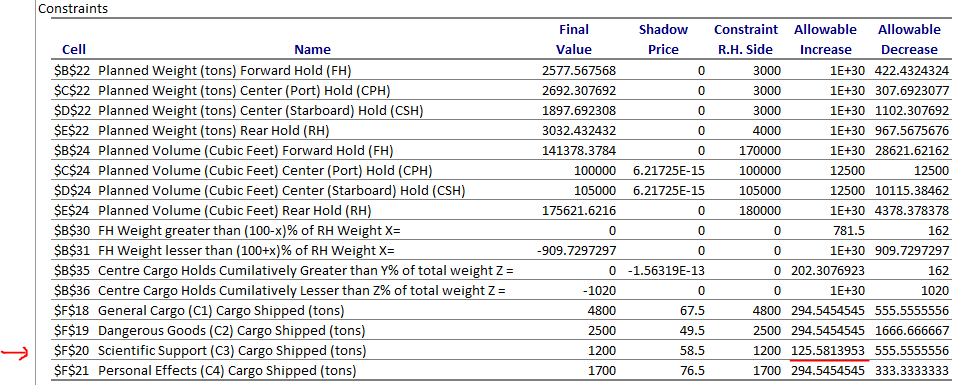 Constraints
Final Shadow Constraint Allowable Allowable
Cell Name Value Price R.H. Side Increase Decrease
$B$22 Planned Weight (tons) Forward Hold (FH) 2577.567568 0 3000 1E+30 422.4324324
$C$22 Planned Weight (tons) Center (Port) Hold (CPH) 2692.307692 0 3000 1E+30 307.6923077
$D$22 Planned Weight (tons) Center (Starboard) Hold (CSH) 1897.692308 0 3000 1E+30 1102.307692
$E$22 Planned Weight (tons) Rear Hold (RH) 3032.432432 0 4000 1E+30 967.5675676
$B$24 Planned Volume (Cubic Feet) Forward Hold (FH) 141378.3784 0 170000 1E+30 28621.62162
$C$24 Planned Volume (Cubic Feet) Center (Port) Hold (CPH) 100000 6.21725E-15 100000 12500 12500
$D$24 Planned Volume (Cubic Feet) Center (Starboard) Hold (CSH) 105000 6.21725E-15 105000 12500 10115.38462
$E$24 Planned Volume (Cubic Feet) Rear Hold (RH) 175621.6216 0 180000 1E+30 4378.378378
$B$30 FH Weight greater than (100-x)% of RH Weight X= 0 0 0 781.5 162
$B$31 FH Weight lesser than (100+x)% of RH Weight X= -909.7297297 0 0 1E+30 909.7297297
$B$35 Centre Cargo Holds Cumilatively Greater than Y% of total weight Z = 0 -1.56319E-13 0 202.3076923 162
$B$36 Centre Cargo Holds Cumilatively Lesser than Z% of total weight Z = -1020 0 0 1E+30 1020
$F$18 General Cargo (C1) Cargo Shipped (tons) 4800 67.5 4800 294.5454545 555.5555556
$F$19 Dangerous Goods (C2) Cargo Shipped (tons) 2500 49.5 2500 294.5454545 1666.666667
$F$20 Scientific Support (C3) Cargo Shipped (tons) 1200 58.5 1200 125.5813953 555.5555556
$F$21 Personal Effects (C4) Cargo Shipped (tons) 1700 76.5 1700 294.5454545 333.3333333